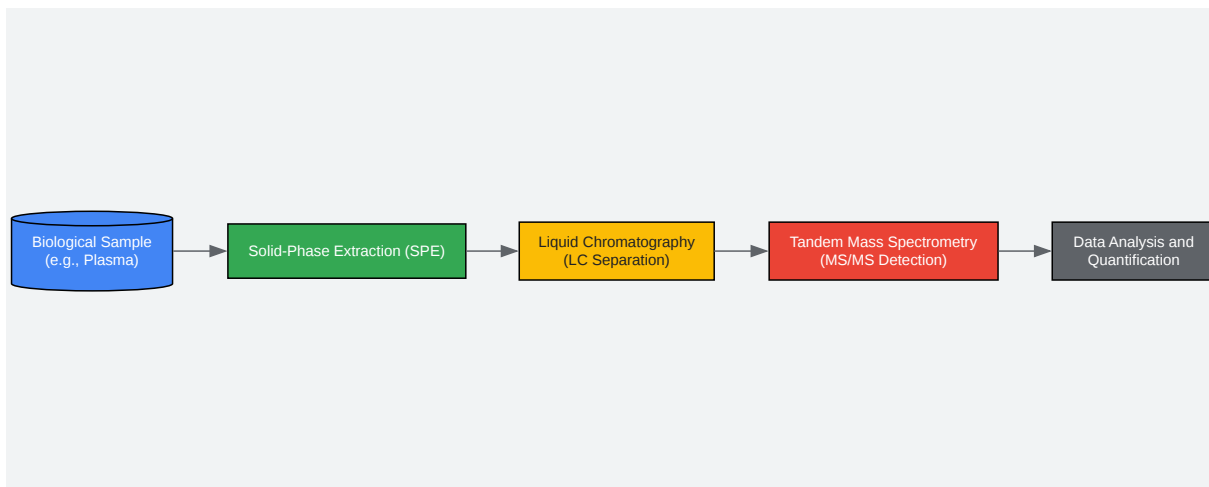 Biological Sample
(e.g., Plasma)
Solid-Phase Extraction (SPE)
Liquid Chromatography
(LC Separation)
Tandem Mass Spectrometry
(MS/MS Detection)
Data Analysis and
Quantification